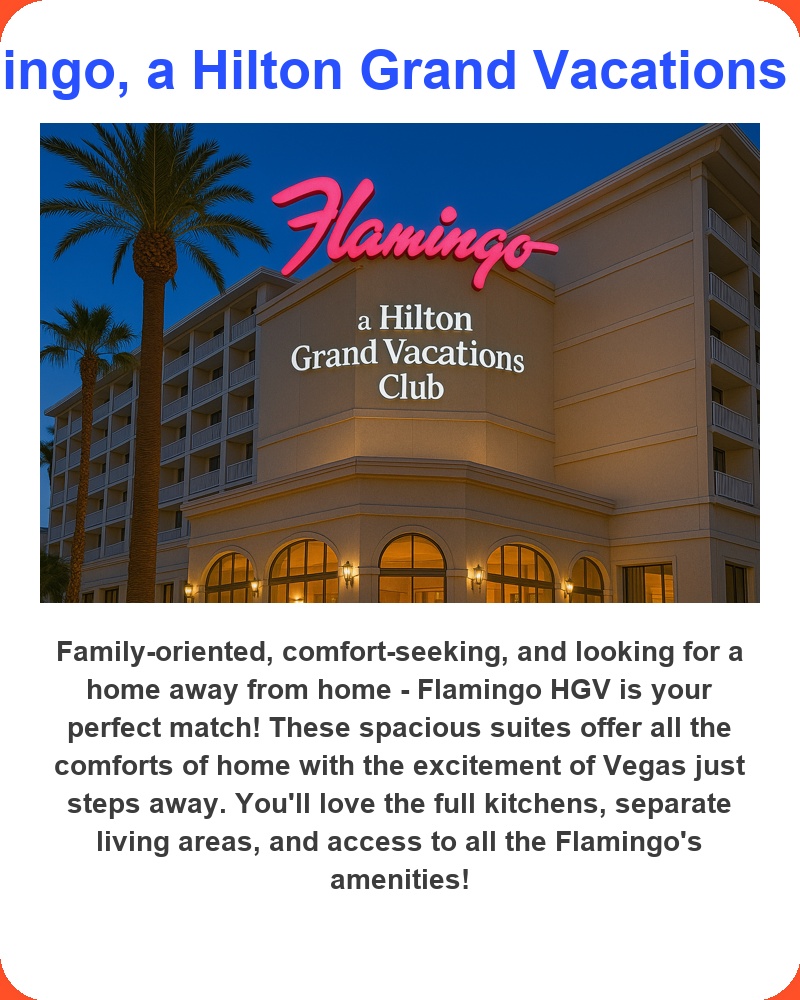 ingo, a Hilton Grand Vacations
Flamingo
a Hilton
Grand Vacations
Club
Family-oriented, comfort-seeking, and looking for a
home away from home - Flamingo HGV is your
perfect match! These spacious suites offer all the
comforts of home with the excitement of Vegas just
steps away. You'll love the full kitchens, separate
living areas, and access to all the Flamingo's
amenities!